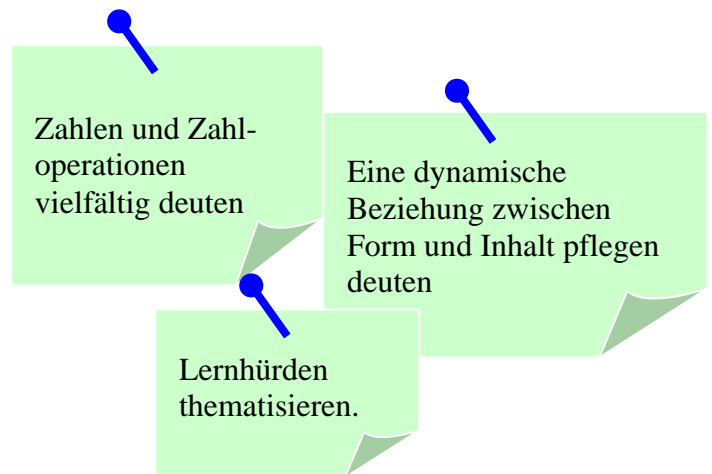 Zahlen und Zahl-
operationen
vielfältig deuten
Eine dynamische
Beziehung zwischen
Form und Inhalt pflegen
deuten
Lernhürden
thematisieren.